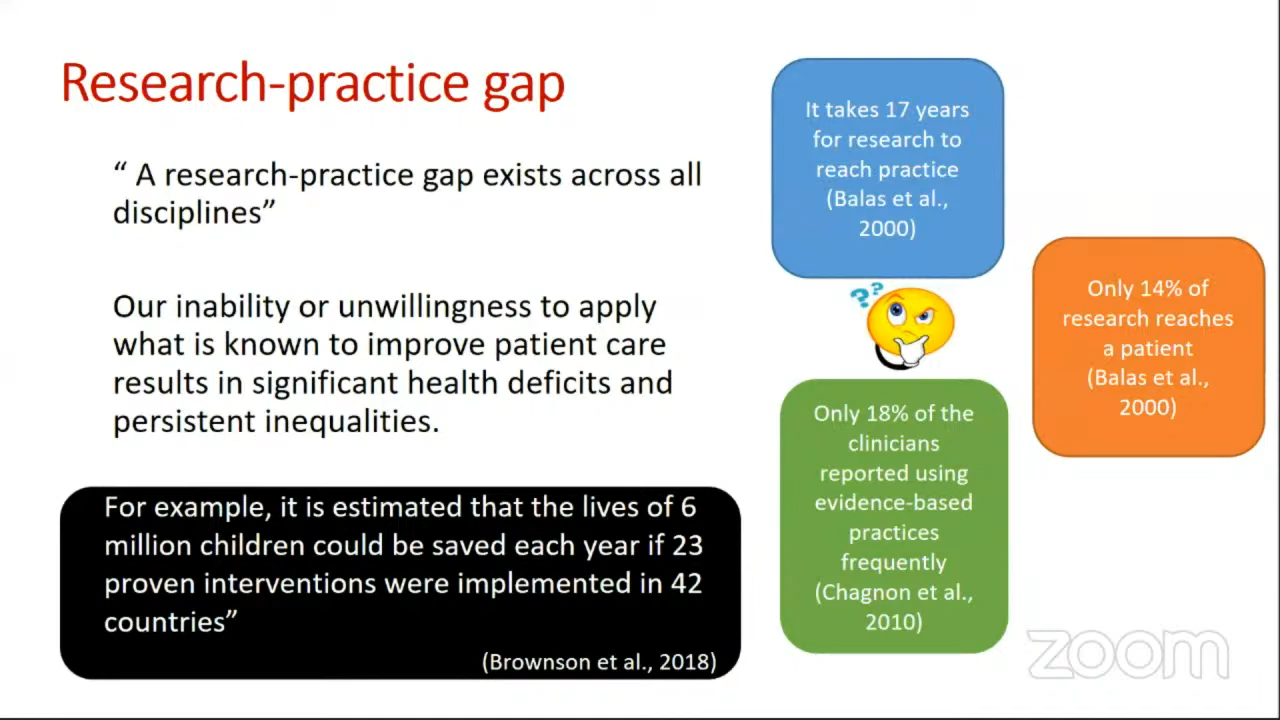 Research-practice gap
“ A research-practice gap exists across all
disciplines”
Our inability or unwillingness to apply
what is known to improve patient care
results in significant health deficits and
persistent inequalities.
For example, it is estimated that the lives of 6
million children could be saved each year if 23
proven interventions were implemented in 42
countries”
(Brownson et al., 2018)
It takes 17 years
for research to
reach practice
(Balas et al.,
2000)
??
Only 14% of
research reaches
a patient
(Balas et al.,
2000)
Only 18% of the
clinicians
reported using
evidence-based
practices
frequently
(Chagnon et al.,
2010)
zoom